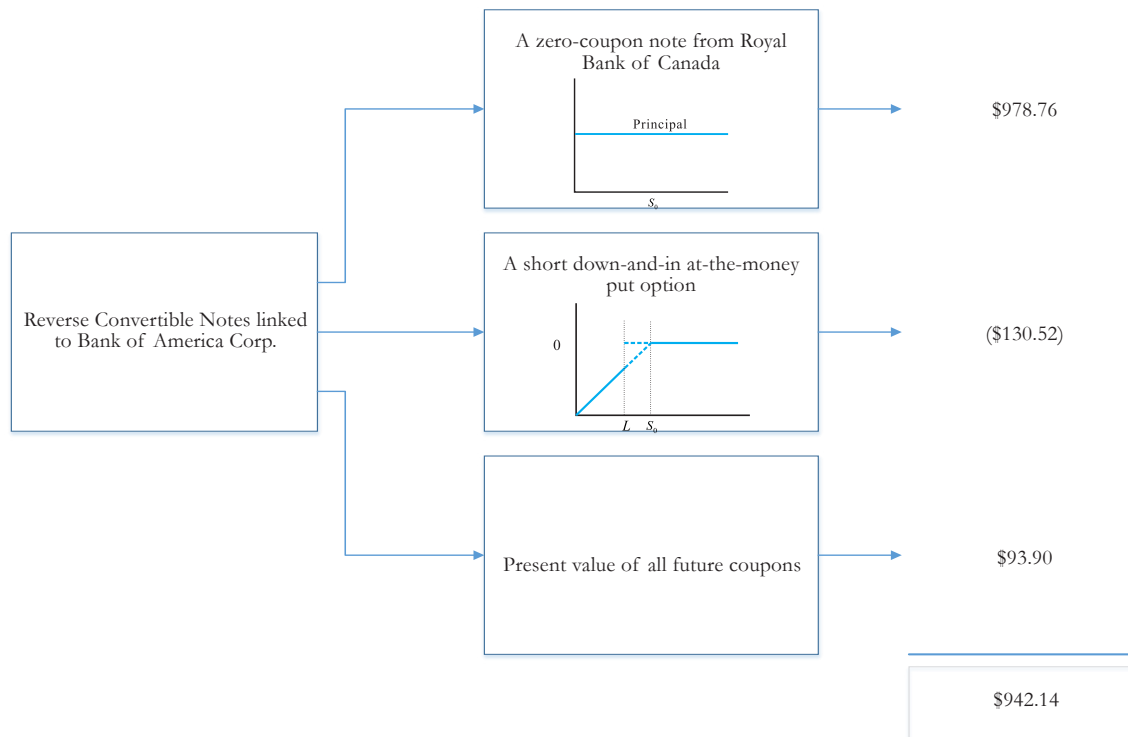 A zero-coupon note from Royal
Bank of Canada
Principal
S₀
$978.76
Reverse Convertible Notes linked
to Bank of America Corp.
A short down-and-in at-the-money
put option
0
L S₀
($130.52)
Present value of all future coupons
$93.90
$942.14